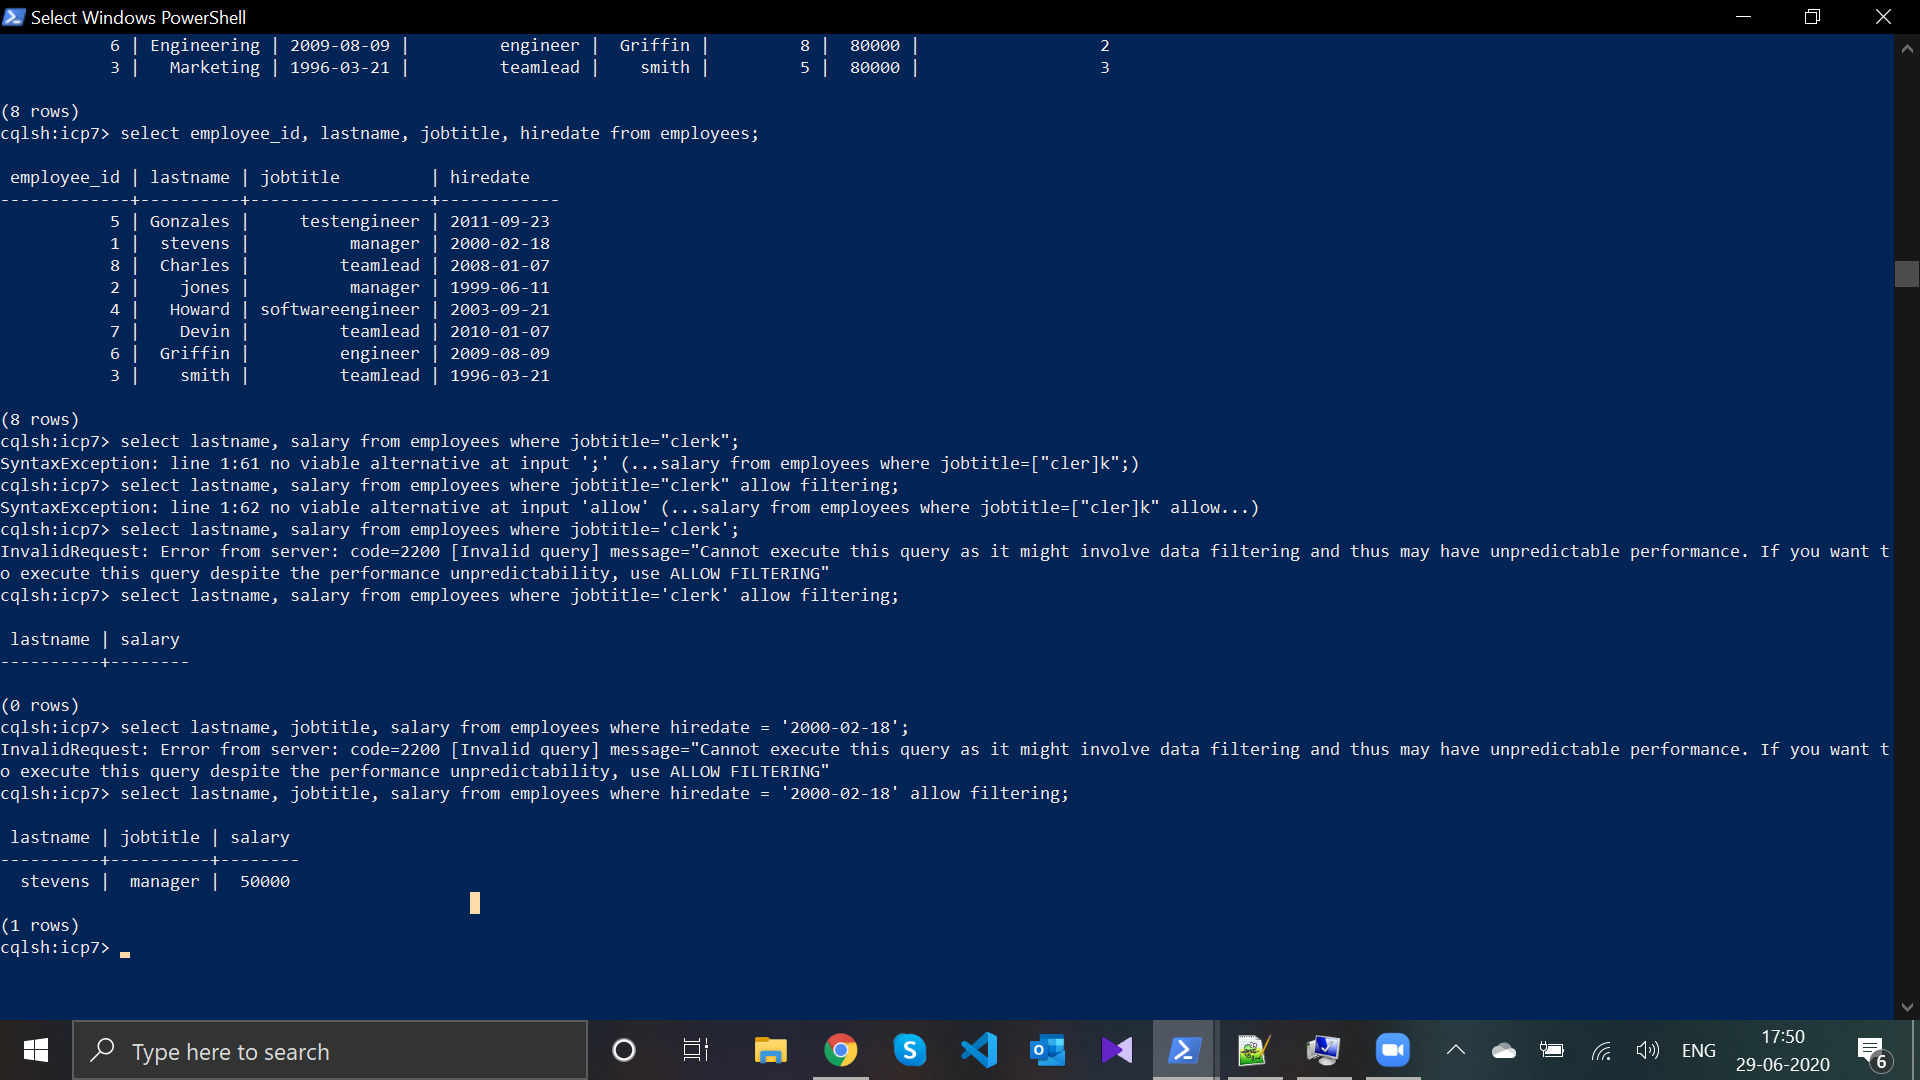 Select Windows PowerShell
6 | Engineering | 2009-08-09 |         engineer |  Griffin |         8 |  80000 |                  2
3 |   Marketing | 1996-03-21 |         teamlead |    smith |         5 |  80000 |                  3
(8 rows)
cqlsh:icp7> select employee_id, lastname, jobtitle, hiredate from employees;
employee_id | lastname | jobtitle         | hiredate
-------------+----------+------------------+------------
5 | Gonzales |     testengineer | 2011-09-23
1 |  stevens |          manager | 2000-02-18
8 |  Charles |         teamlead | 2008-01-07
2 |    jones |          manager | 1999-06-11
4 |   Howard | softwareengineer | 2003-09-21
7 |    Devin |         teamlead | 2010-01-07
6 |  Griffin |         engineer | 2009-08-09
3 |    smith |         teamlead | 1996-03-21
(8 rows)
cqlsh:icp7> select lastname, salary from employees where jobtitle="clerk";
SyntaxException: line 1:61 no viable alternative at input ';' (...salary from employees where jobtitle=["cler]k";)
cqlsh:icp7> select lastname, salary from employees where jobtitle="clerk" allow filtering;
SyntaxException: line 1:62 no viable alternative at input 'allow' (...salary from employees where jobtitle=["cler]k" allow...)
cqlsh:icp7> select lastname, salary from employees where jobtitle='clerk';
InvalidRequest: Error from server: code=2200 [Invalid query] message="Cannot execute this query as it might involve data filtering and thus may have unpredictable performance. If you want t
o execute this query despite the performance unpredictability, use ALLOW FILTERING"
cqlsh:icp7> select lastname, salary from employees where jobtitle='clerk' allow filtering;
lastname | salary
----------+--------
(0 rows)
cqlsh:icp7> select lastname, jobtitle, salary from employees where hiredate = '2000-02-18';
InvalidRequest: Error from server: code=2200 [Invalid query] message="Cannot execute this query as it might involve data filtering and thus may have unpredictable performance. If you want t
o execute this query despite the performance unpredictability, use ALLOW FILTERING"
cqlsh:icp7> select lastname, jobtitle, salary from employees where hiredate = '2000-02-18' allow filtering;
lastname | jobtitle | salary
----------+----------+--------
stevens |  manager |  50000
(1 rows)
cqlsh:icp7>
Type here to search
ENG
17:50
29-06-2020
6